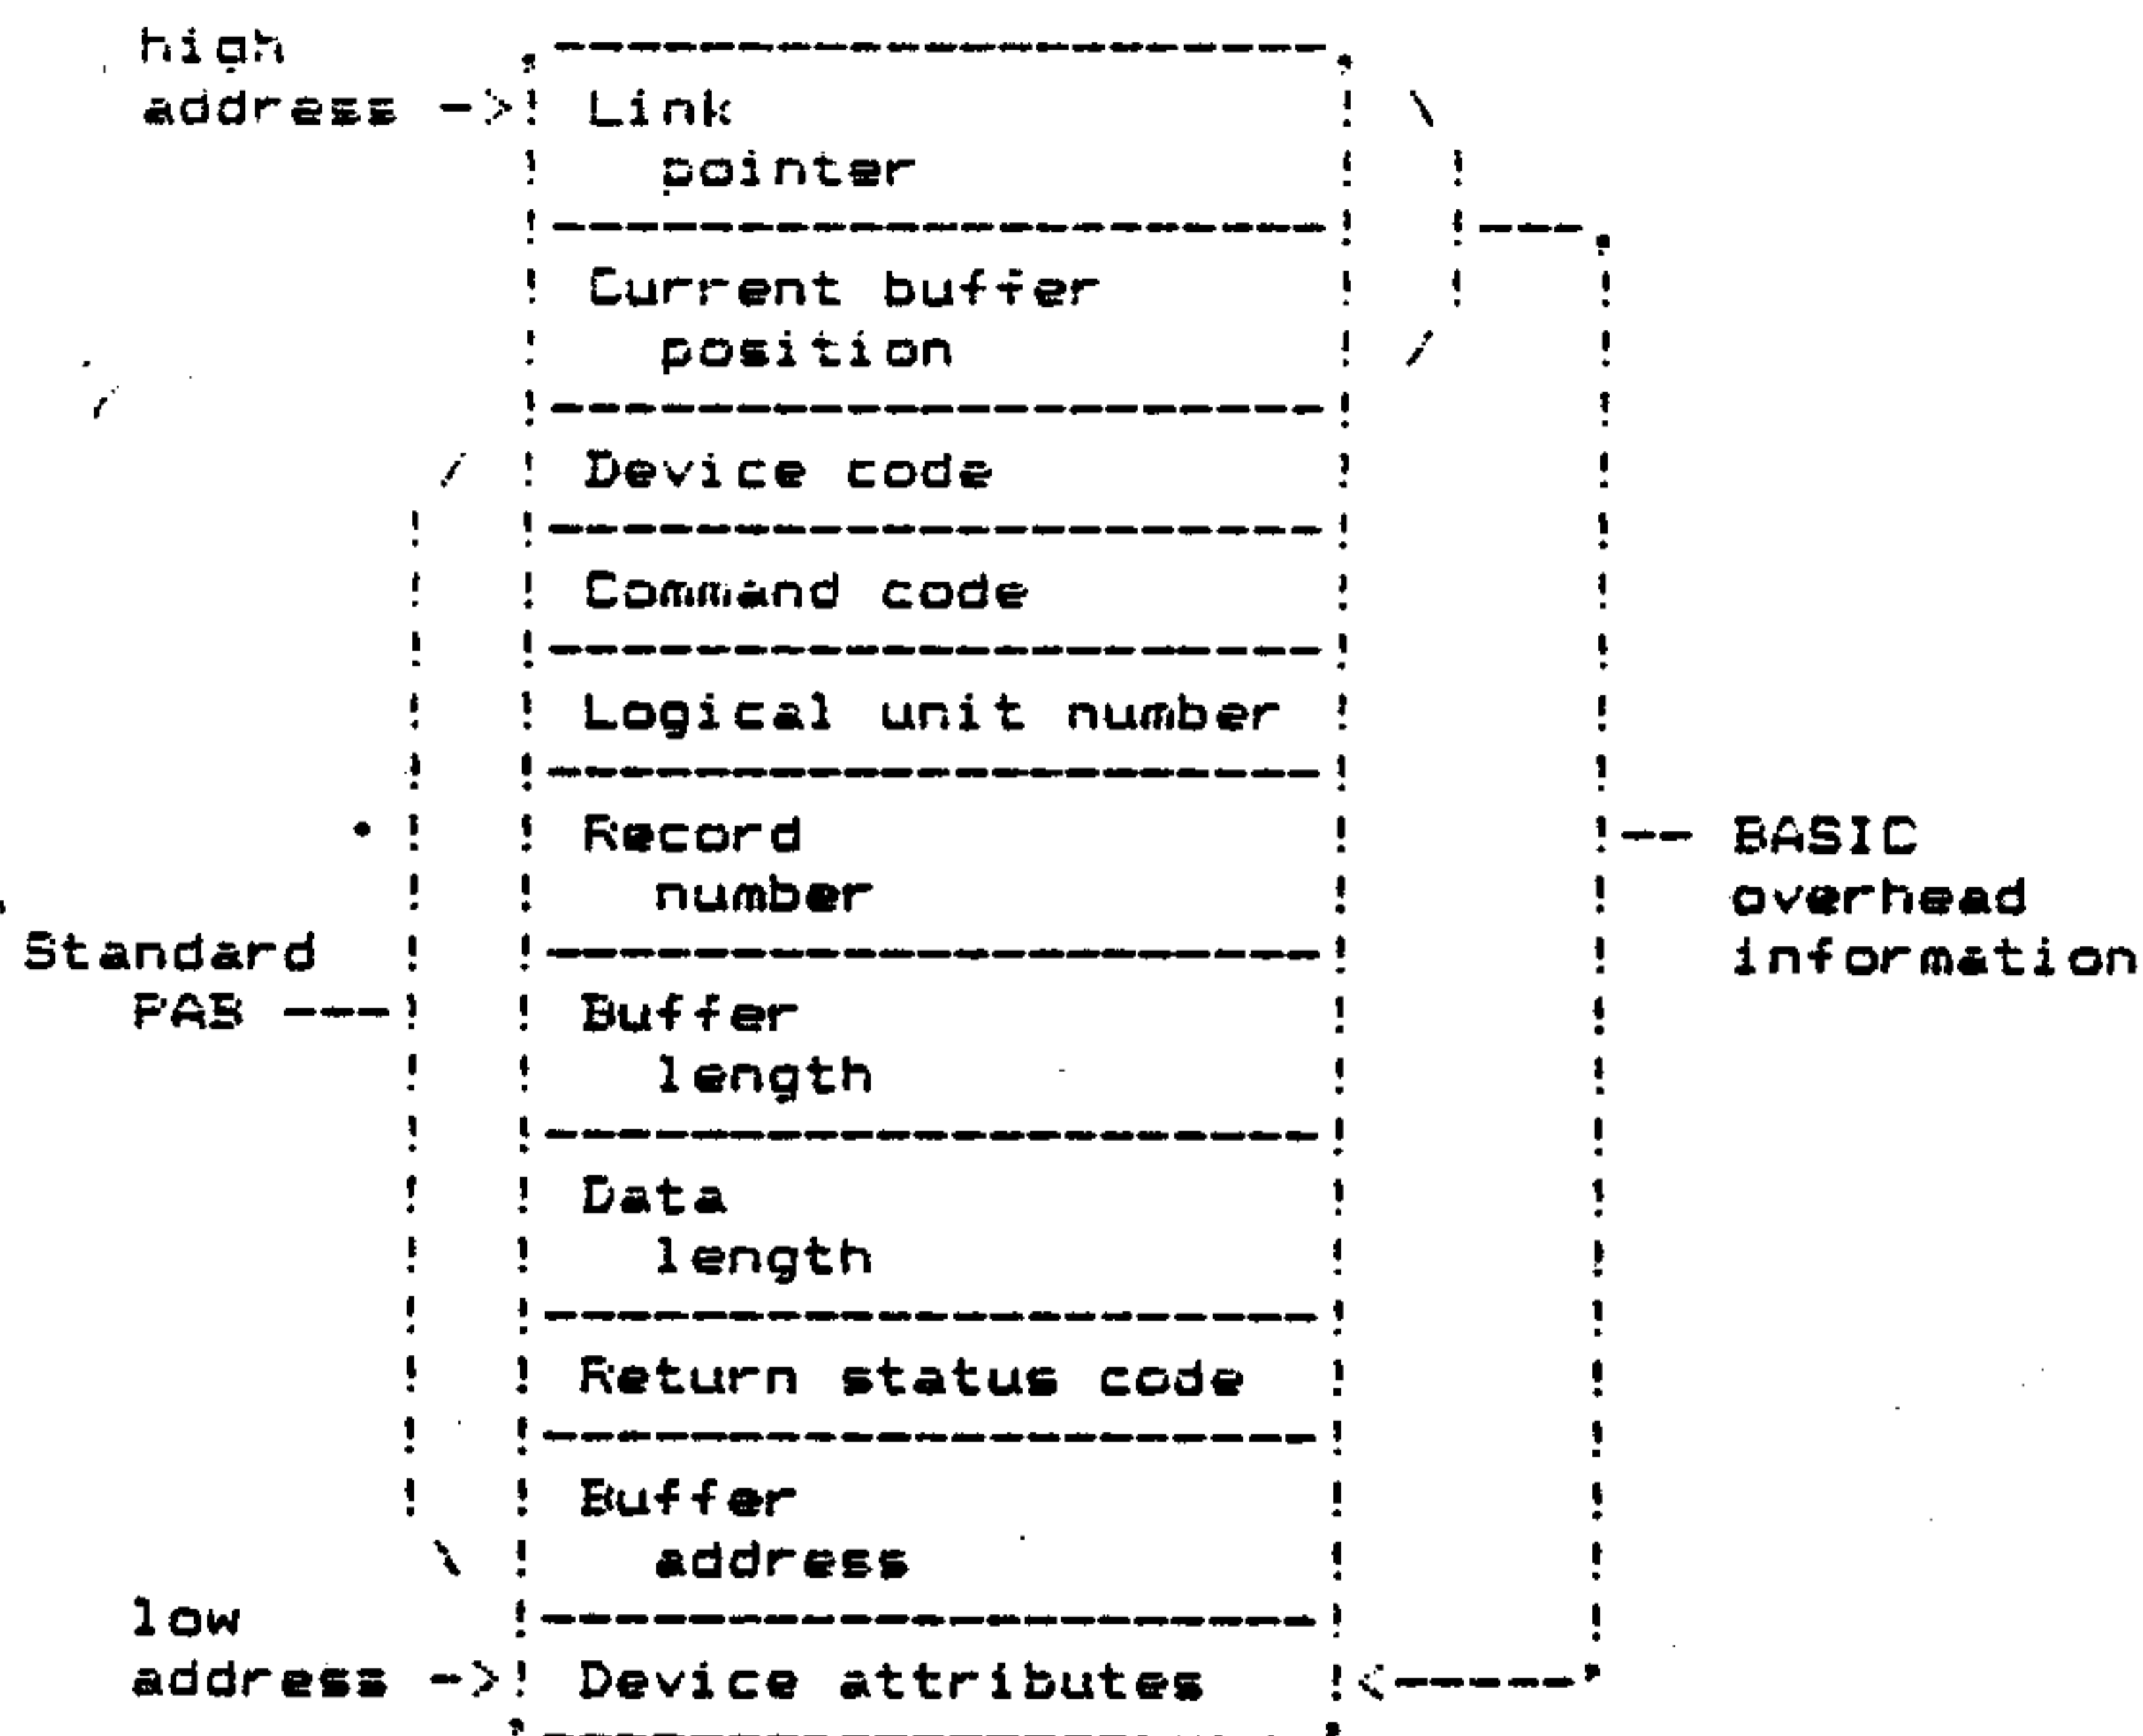 high
address -> Link
pointer
Current buffer
position
Device code
Command code
Logical unit number
Record
number
-- BASIC
overhead
information
Standard
PAB ---
Buffer
length
Data
length
Return status code
Buffer
address
low
address -> Device attributes <-----